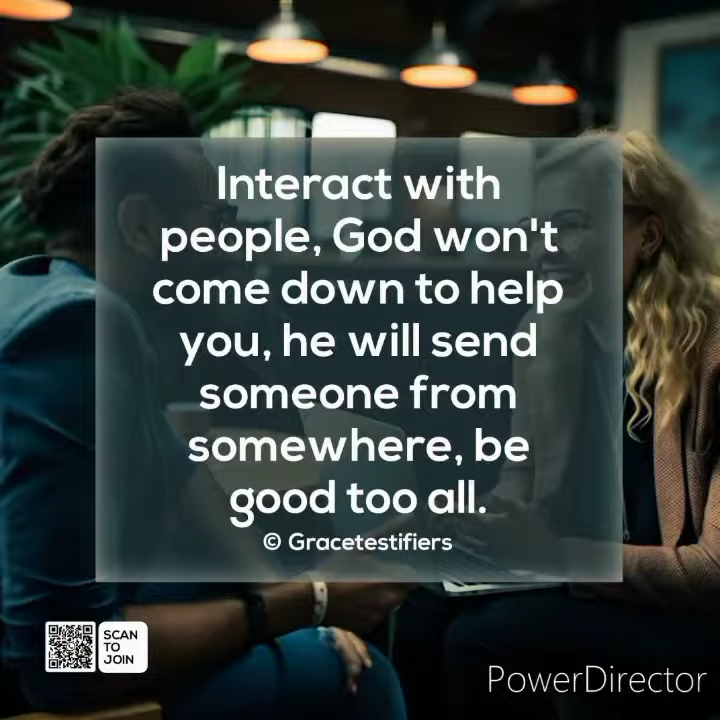 Interact with
people, God won't
come down to help
you, he will send
someone from
somewhere, be
good too all.
© Gracetestifiers
SCAN
TO
JOIN
PowerDirector